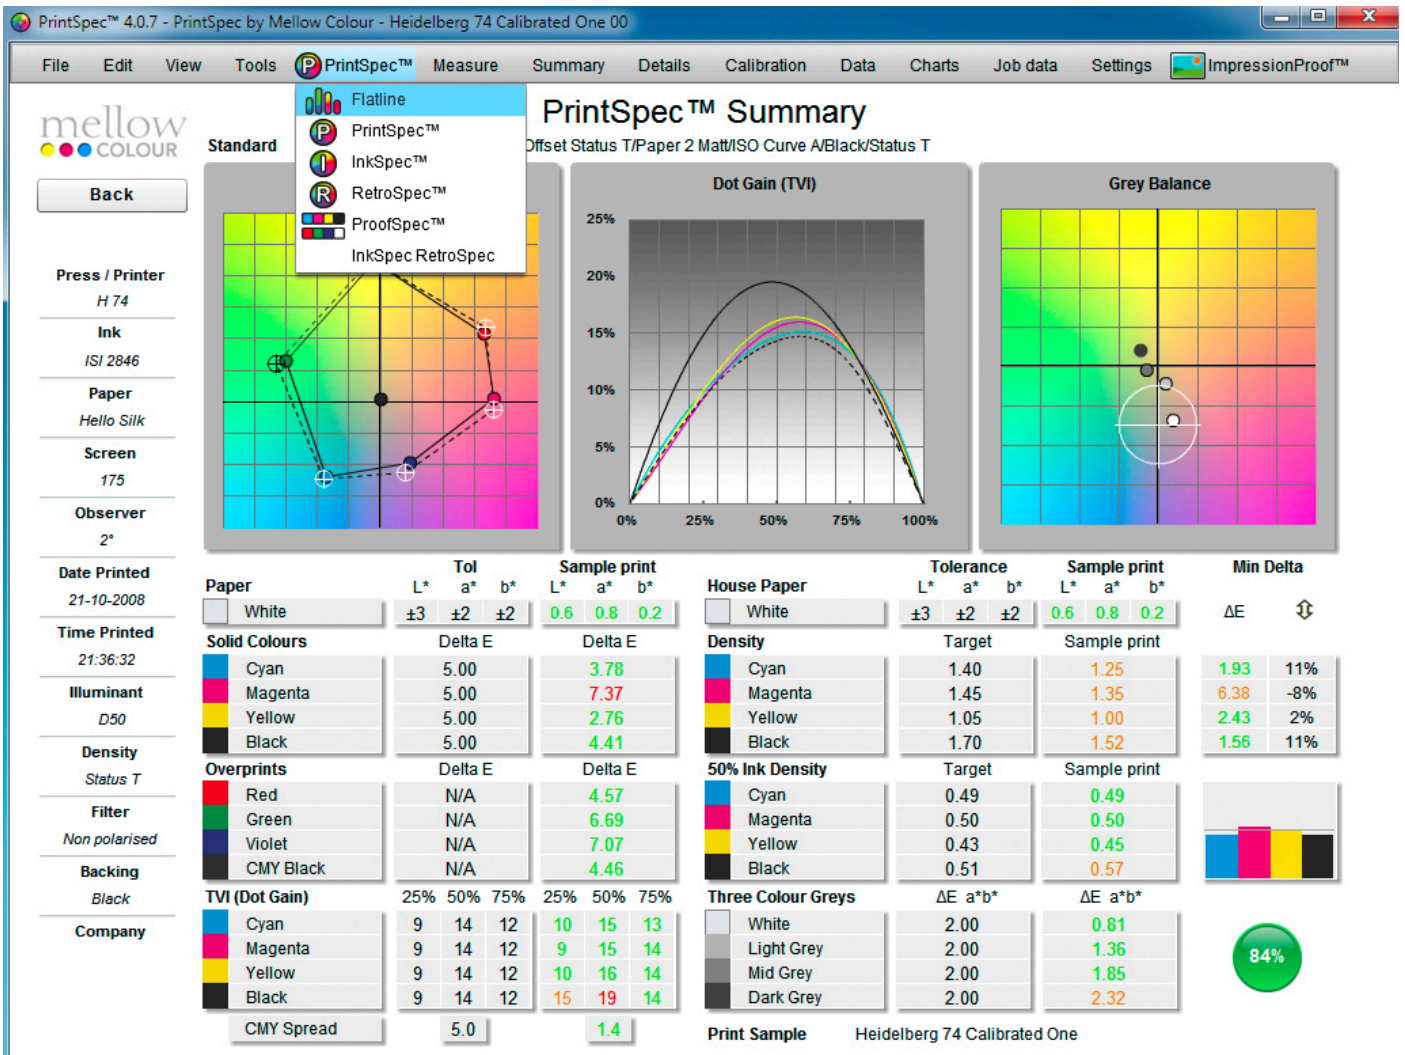 PrintSpec™ 4.0.7 - PrintSpec by Mellow Colour - Heidelberg 74 Calibrated One 00
File Edit View Tools PrintSpec™ Measure Summary Details Calibration Data Charts Job data Settings ImpressionProof™
Flatline
PrintSpec™
InkSpec™
RetroSpec™
ProofSpec™
InkSpec RetroSpec
mellow
COLOUR
PrintSpec™ Summary
Standard Offset Status T/Paper 2 Matt/ISO Curve A/Black/Status T
Back
Press / Printer
H 74
Ink
ISI 2846
Paper
Hello Silk
Screen
175
Observer
2°
Date Printed
21-10-2008
Time Printed
21:36:32
Illuminant
D50
Density
Status T
Filter
Non polarised
Backing
Black
Company
Dot Gain (TVI)
25%
20%
15%
10%
5%
0%
0% 25% 50% 75% 100%
Grey Balance
Tol Sample print
Paper L* a* b* L* a* b*
White ±3 ±2 ±2 0.6 0.8 0.2
Solid Colours Delta E Delta E
Cyan 5.00 3.78
Magenta 5.00 7.37
Yellow 5.00 2.76
Black 5.00 4.41
Overprints Delta E Delta E
Red N/A 4.57
Green N/A 6.69
Violet N/A 7.07
CMY Black N/A 4.46
TVI (Dot Gain) 25% 50% 75% 25% 50% 75%
Cyan 9 14 12 10 15 13
Magenta 9 14 12 9 15 14
Yellow 9 14 12 10 16 14
Black 9 14 12 15 19 14
CMY Spread 5.0 1.4
Tolerance Sample print Min Delta
House Paper L* a* b* L* a* b*
White ±3 ±2 ±2 0.6 0.8 0.2 ΔE
Density Target Sample print
Cyan 1.40 1.25 1.93 11%
Magenta 1.45 1.35 6.38 -8%
Yellow 1.05 1.00 2.43 2%
Black 1.70 1.52 1.56 11%
50% Ink Density Target Sample print
Cyan 0.49 0.49
Magenta 0.50 0.50
Yellow 0.43 0.45
Black 0.51 0.57
Three Colour Greys ΔE a*b* ΔE a*b*
White 2.00 0.81
Light Grey 2.00 1.36
Mid Grey 2.00 1.85
Dark Grey 2.00 2.32
84%
Print Sample Heidelberg 74 Calibrated One